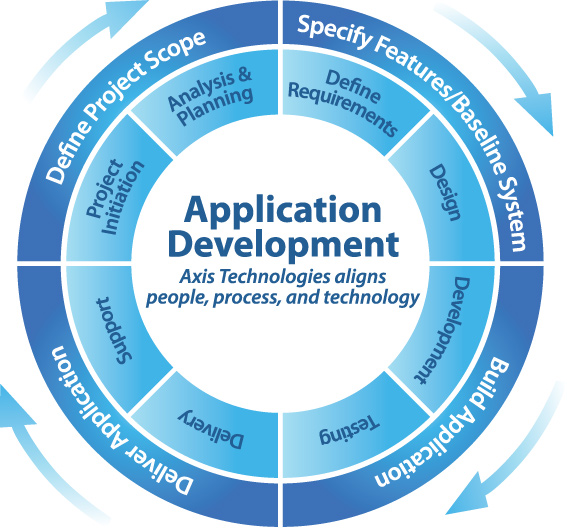 Define Project Scope
Specify Features/Baseline System
Analysis &
Planning
Define
Requirements
Project
Initiation
Design
Application
Development
Axis Technologies aligns
people, process, and technology
Support
Development
Delivery
Testing
Deliver Application
Build Application